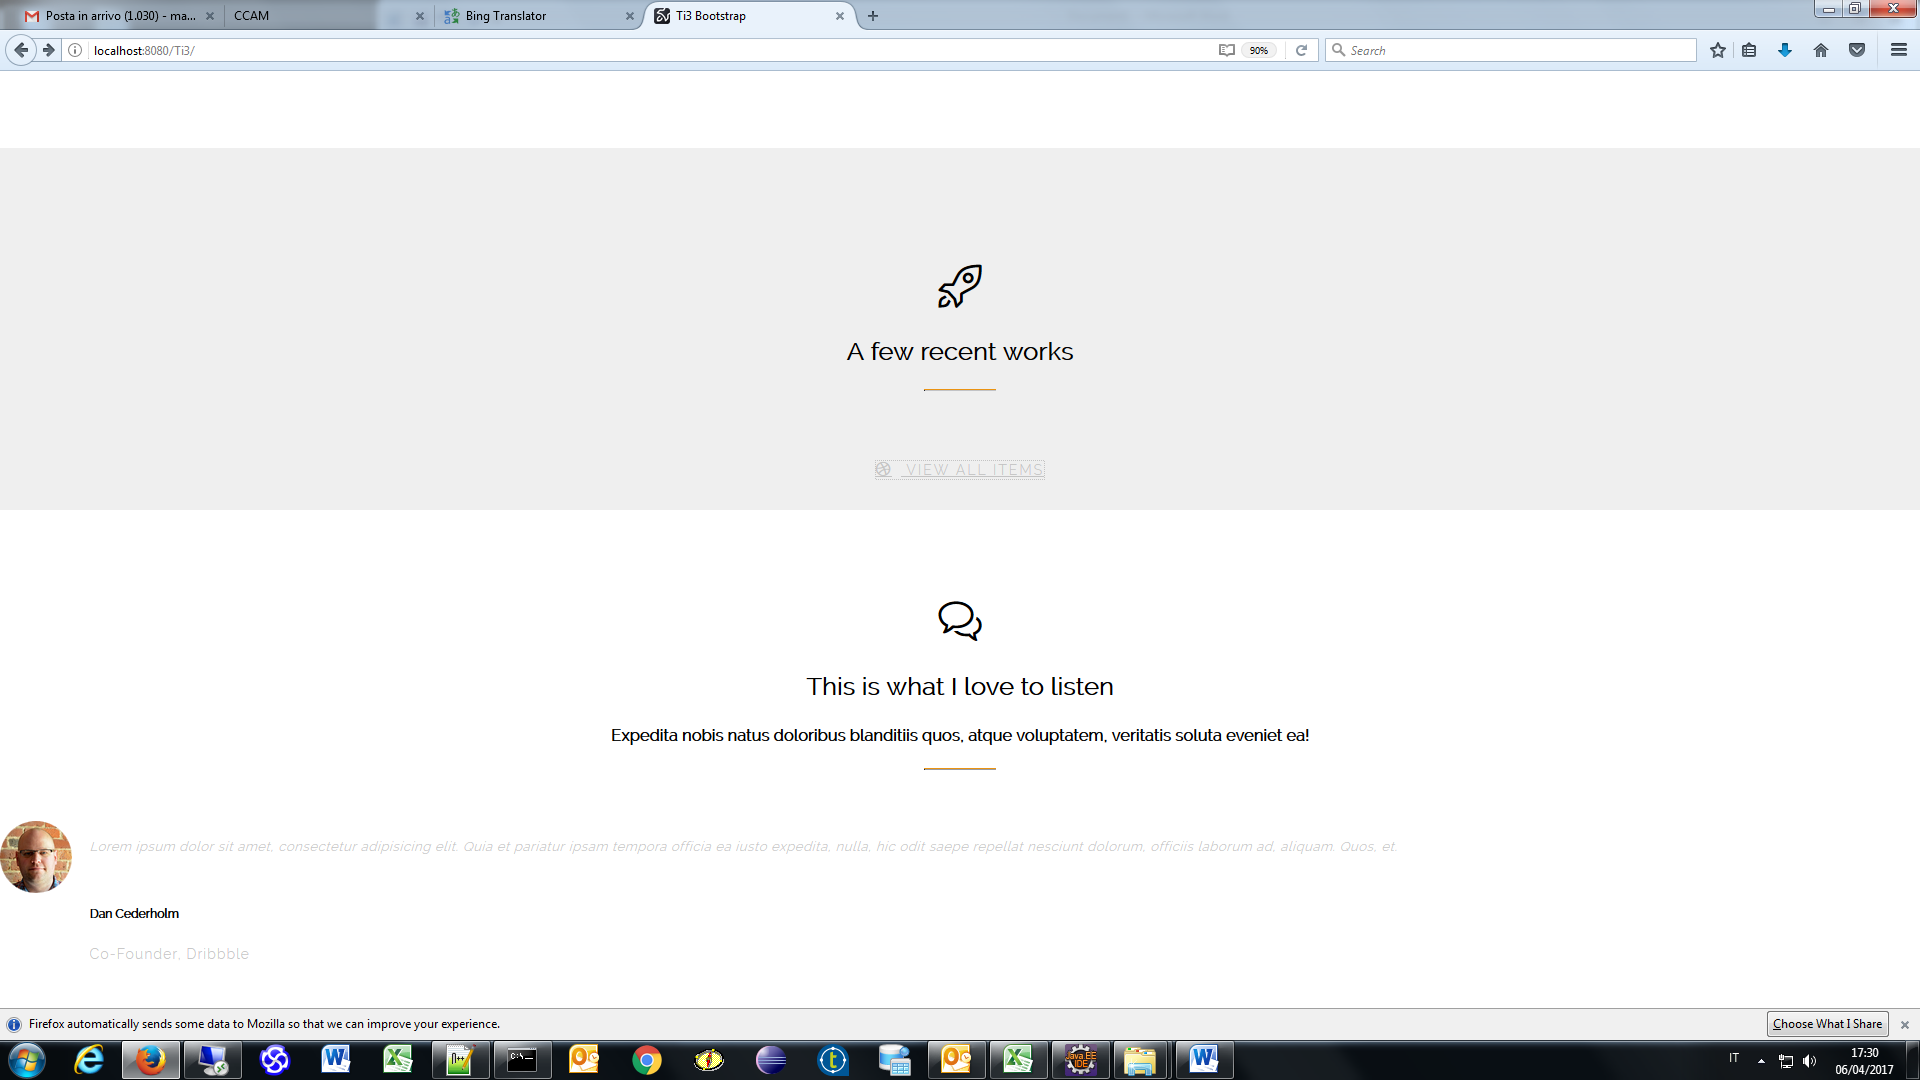 Posta in arrivo (1.030) - ma...
CCAM
Bing Translator
Ti3 Bootstrap
localhost:8080/Ti3/
90%
Search
A few recent works
VIEW ALL ITEMS
This is what I love to listen
Expedita nobis natus doloribus blanditiis quos, atque voluptatem, veritatis soluta eveniet ea!
Lorem ipsum dolor sit amet, consectetur adipisicing elit. Quia et pariatur ipsam tempora officia ea iusto expedita, nulla, hic odit saepe repellat nesciunt dolorum, officiis laborum ad, aliquam. Quos, et.
Dan Cederholm
Co-Founder, Dribbble
Firefox automatically sends some data to Mozilla so that we can improve your experience.
Choose What I Share
Java EE
IDE
IT
17:30
06/04/2017